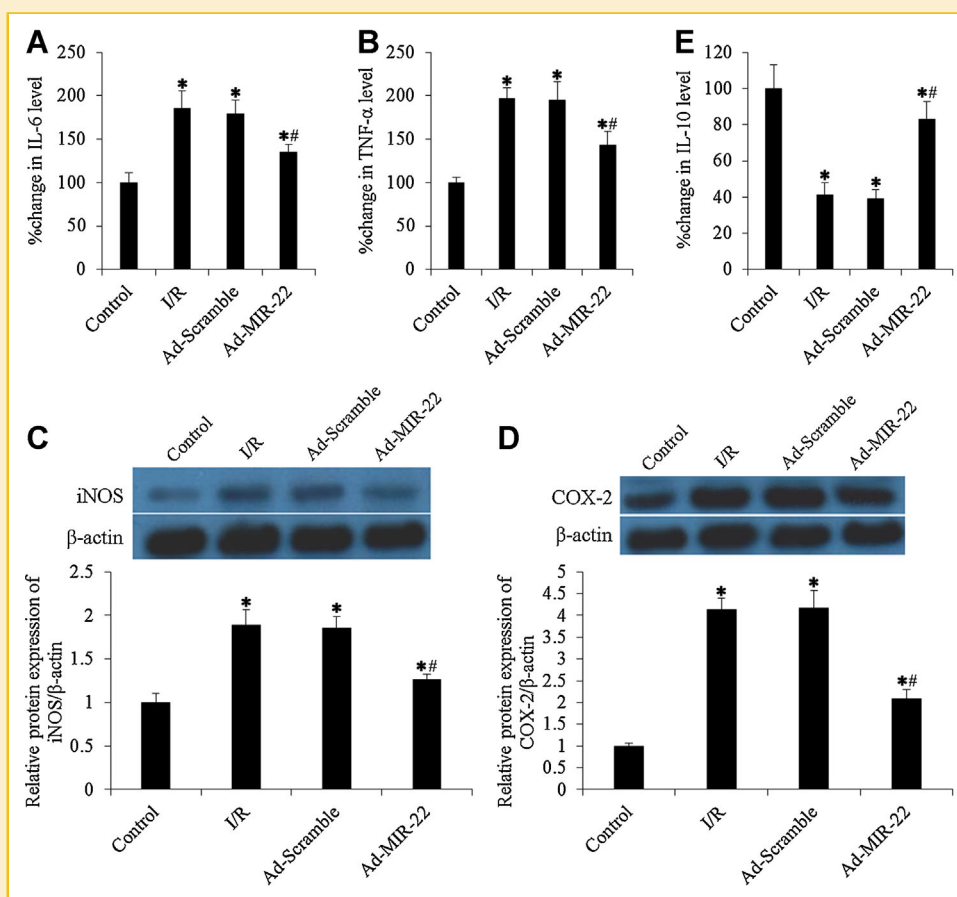 A
%change in IL-6 level
250
200
150
100
50
0
*
*
*#
Control
I/R
Ad-Scramble
Ad-MIR-22
B
%change in TNF-α level
250
200
150
100
50
0
*
*
*#
Control
I/R
Ad-Scramble
Ad-MIR-22
E
%change in IL-10 level
120
100
80
60
40
20
0
*
*
*#
Control
I/R
Ad-Scramble
Ad-MIR-22
C
Control
I/R
Ad-Scramble
Ad-MIR-22
iNOS
β-actin
Relative protein expression of
iNOS/β-actin
2.5
2
1.5
1
0.5
0
*
*
*#
Control
I/R
Ad-Scramble
Ad-MIR-22
D
Control
I/R
Ad-Scramble
Ad-MIR-22
COX-2
β-actin
Relative protein expression of
COX-2/β-actin
5
4.5
4
3.5
3
2.5
2
1.5
1
0.5
0
*
*
*#
Control
I/R
Ad-Scramble
Ad-MIR-22